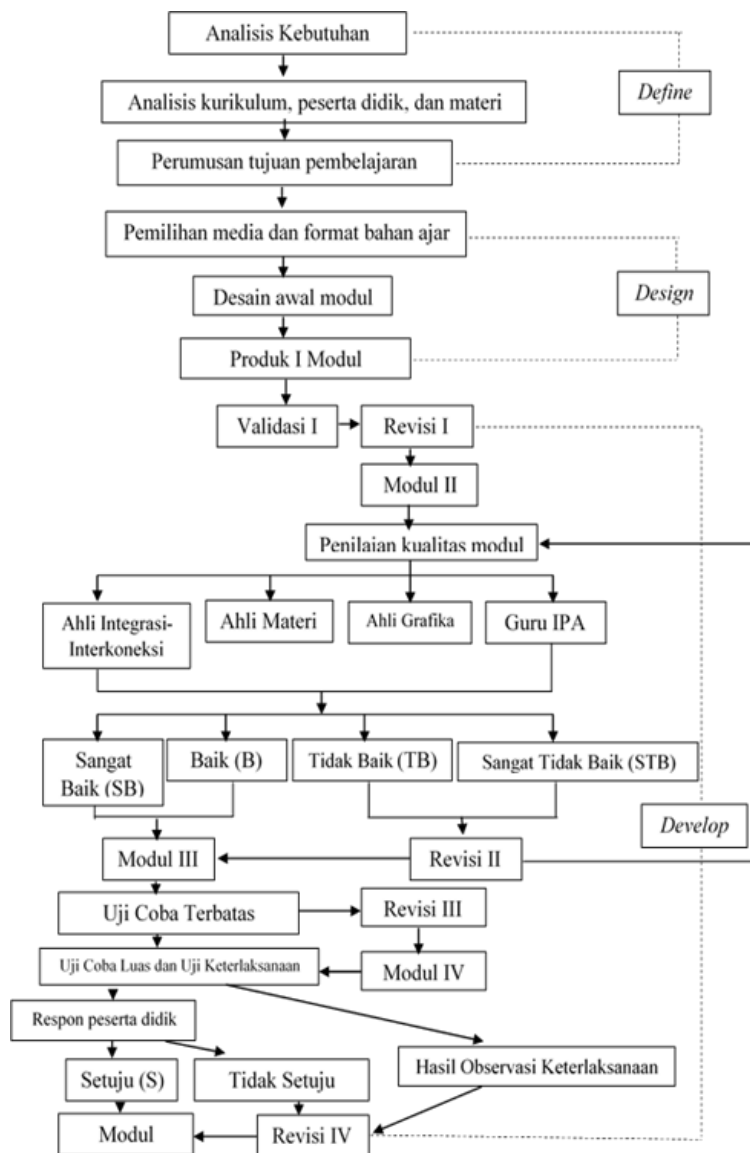 Analisis Kebutuhan
Define
Analisis kurikulum, peserta didik, dan materi
Perumusan tujuan pembelajaran
Pemilihan media dan format bahan ajar
Desain awal modul
Design
Produk I Modul
Validasi I
Revisi I
Modul II
Penilaian kualitas modul
Ahli Integrasi-
Interkoneksi
Ahli Materi
Ahli Grafika
Guru IPA
Sangat
Baik (SB)
Baik (B)
Tidak Baik (TB)
Sangat Tidak Baik (STB)
Develop
Modul III
Revisi II
Uji Coba Terbatas
Revisi III
Uji Coba Luas dan Uji Keterlaksanaan
Modul IV
Respon peserta didik
Hasil Observasi Keterlaksanaan
Setuju (S)
Tidak Setuju
Modul
Revisi IV